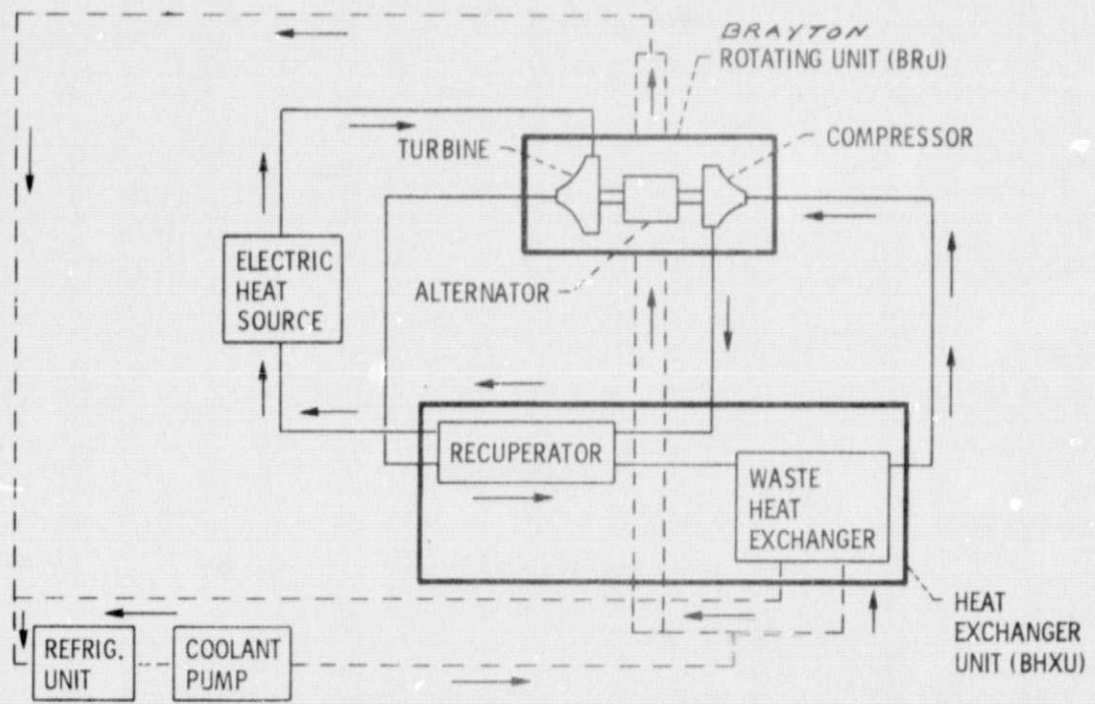 BRAYTON
ROTATING UNIT (BRU)
TURBINE
COMPRESSOR
ELECTRIC
HEAT
SOURCE
ALTERNATOR
RECUPERATOR
WASTE
HEAT
EXCHANGER
HEAT
EXCHANGER
UNIT (BHXU)
REFRIG.
UNIT
COOLANT
PUMP